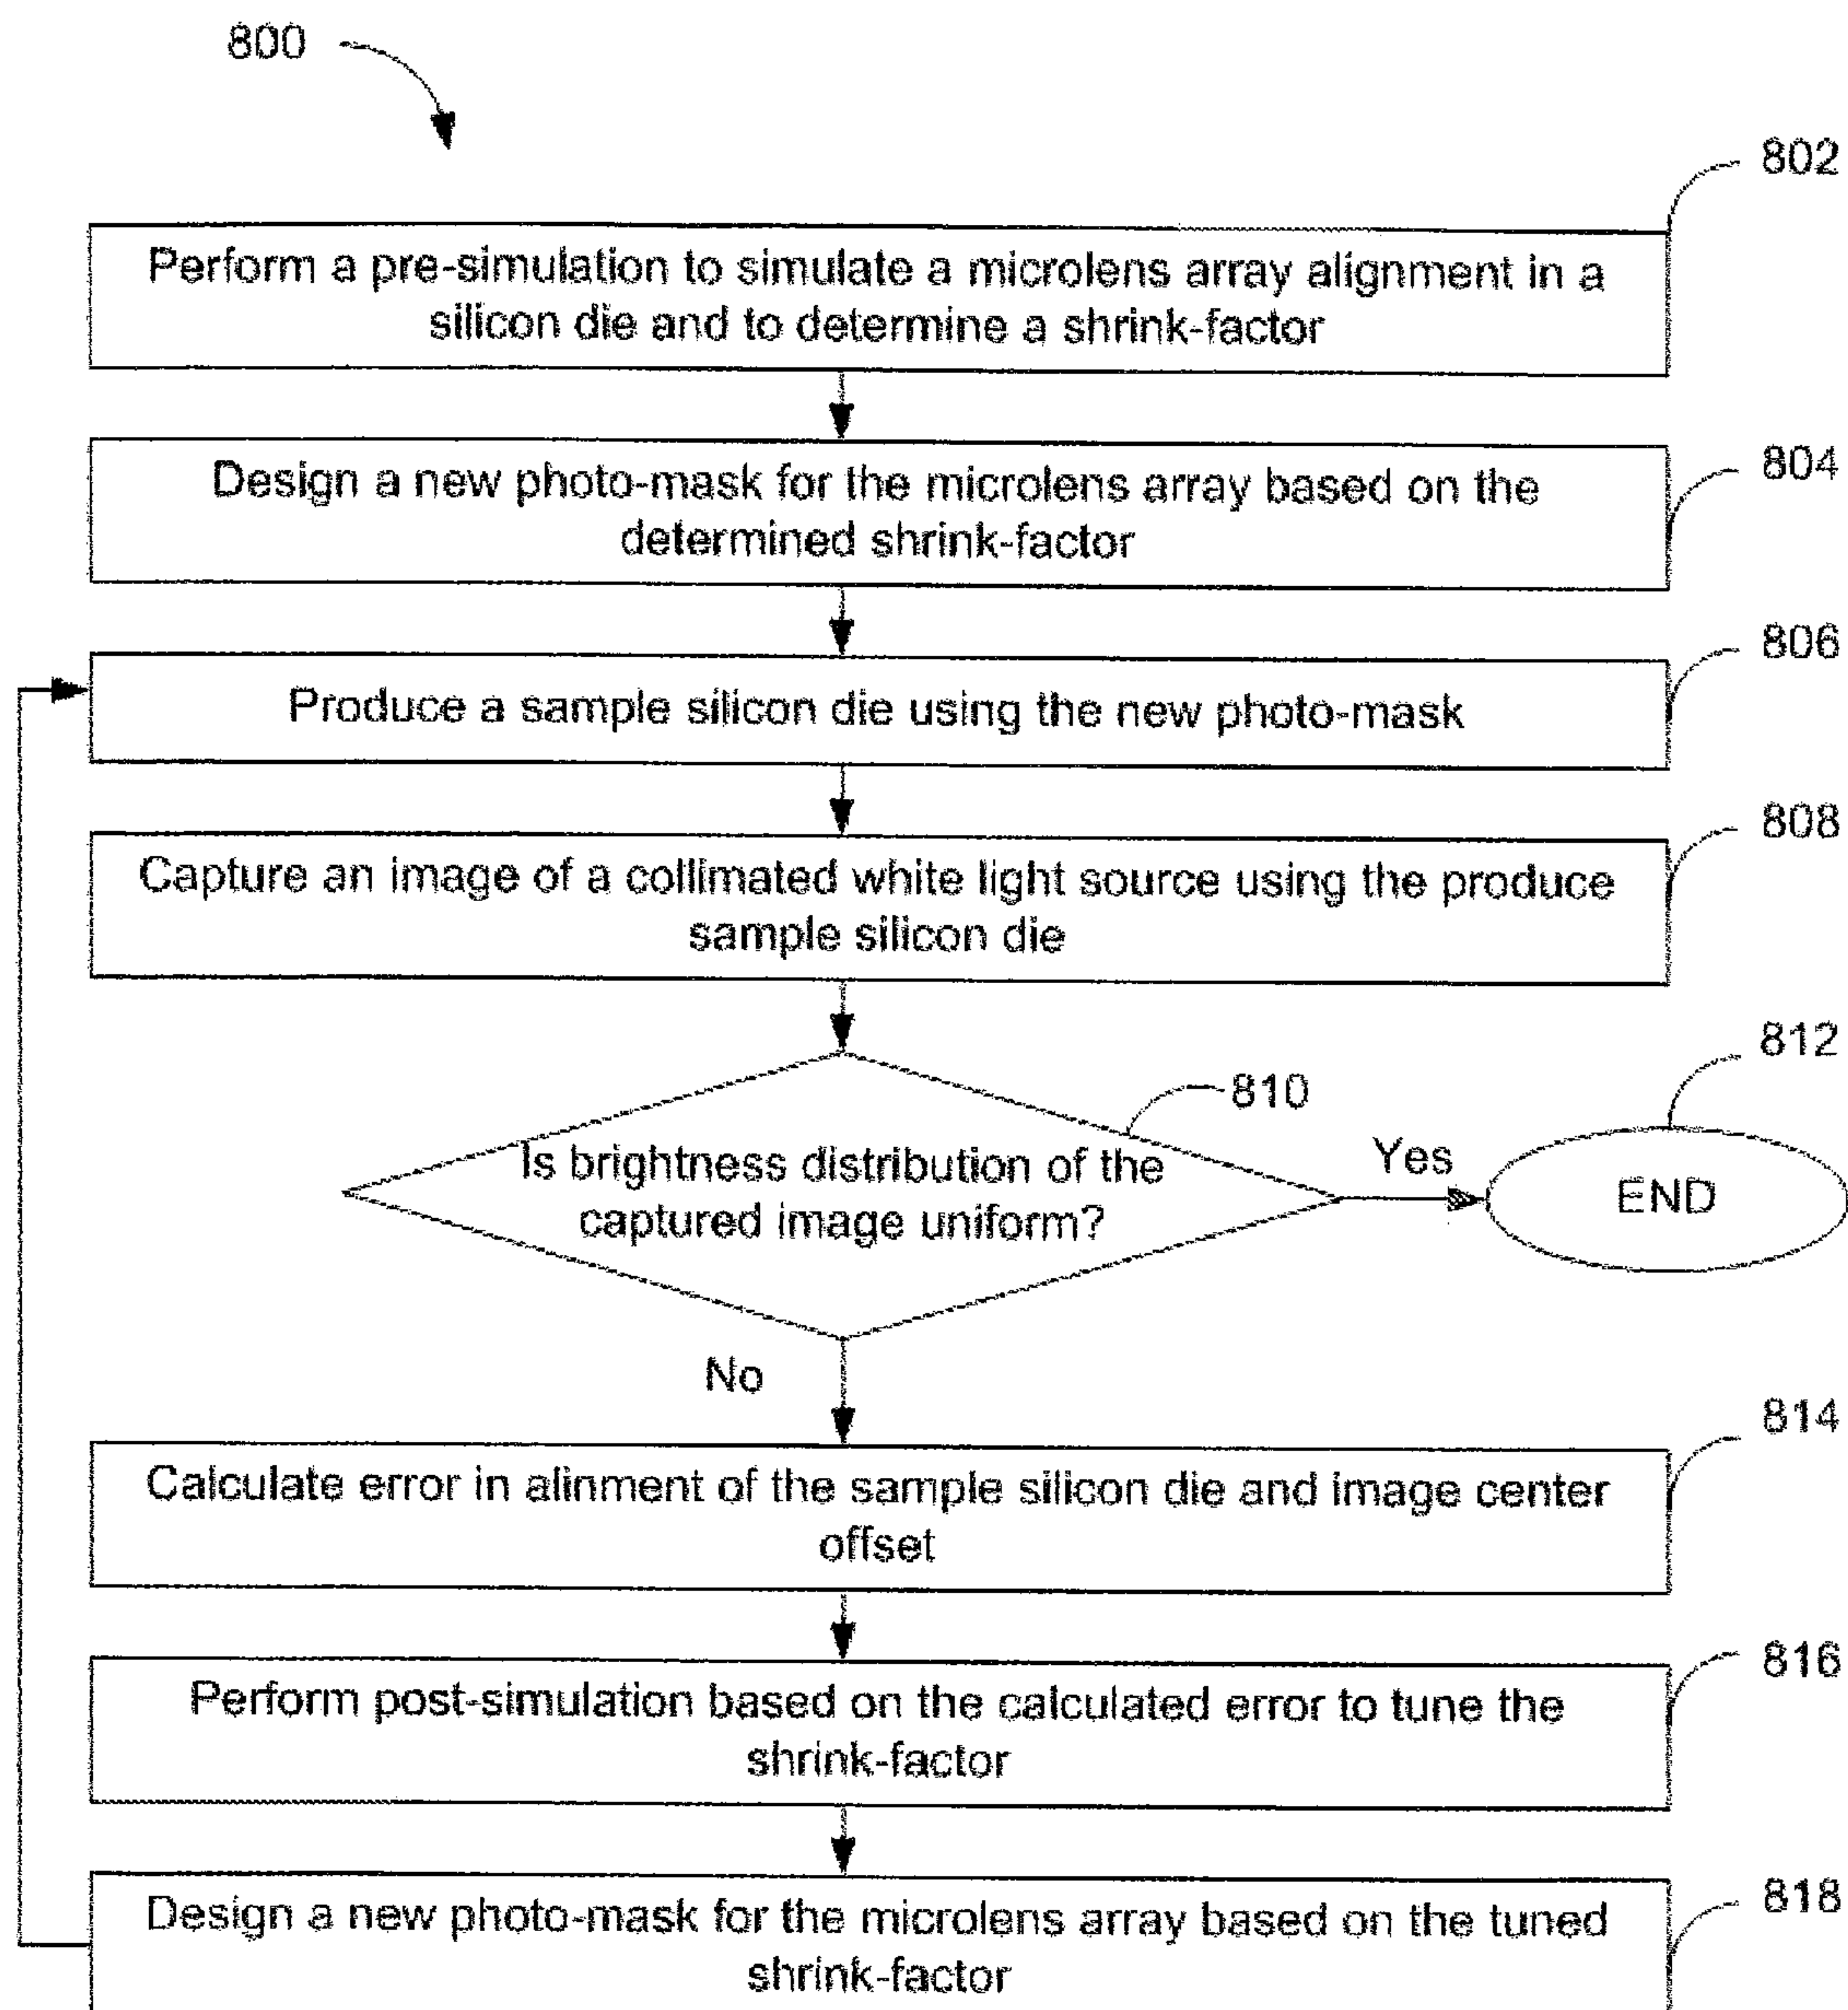 800
802
Perform a pre-simulation to simulate a microlens array alignment in a
silicon die and to determine a shrink-factor
804
Design a new photo-mask for the microlens array based on the
determined shrink-factor
806
Produce a sample silicon die using the new photo-mask
808
Capture an image of a collimated white light source using the produce
sample silicon die
810
812
Is brightness distribution of the
captured image uniform?
Yes
END
No
814
Calculate error in alinment of the sample silicon die and image center
offset
816
Perform post-simulation based on the calculated error to tune the
shrink-factor
818
Design a new photo-mask for the microlens array based on the tuned
shrink-factor